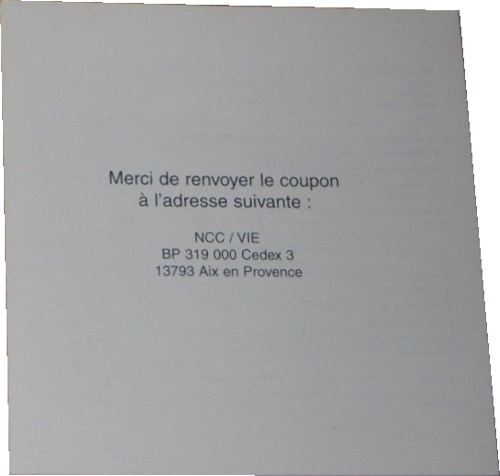 Merci de renvoyer le coupon
à l'adresse suivante :
NCC / VIE
BP 319 000 Cedex 3
13793 Aix en Provence